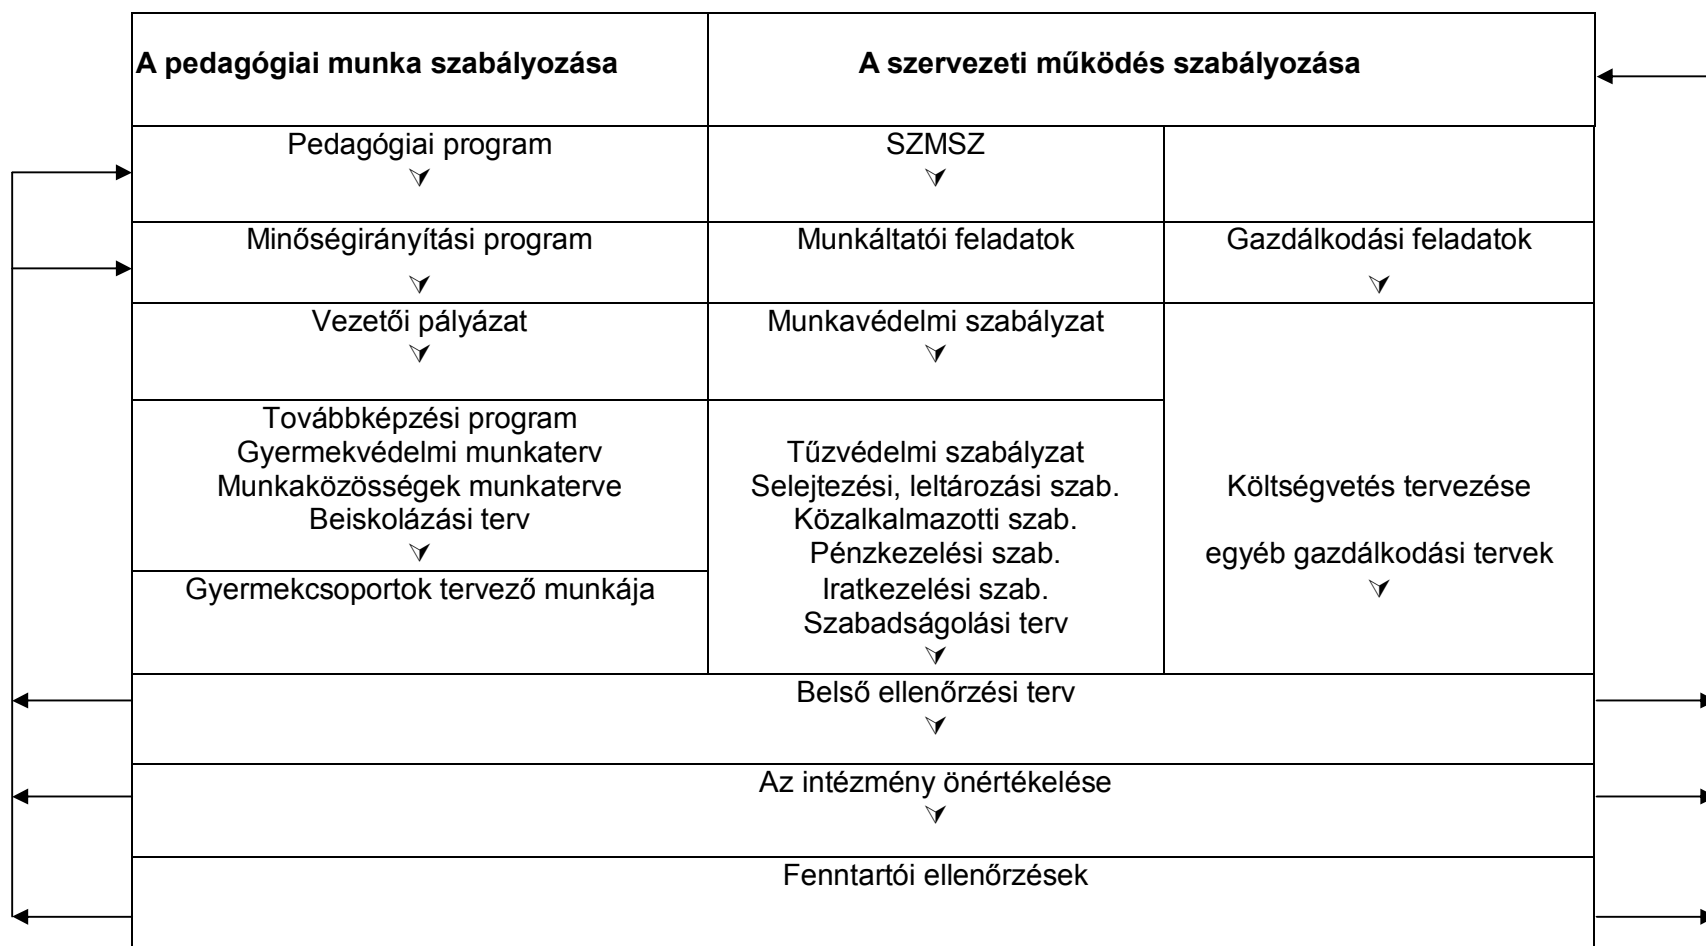 A pedagógiai munka szabályozása
A szervezeti működés szabályozása
Pedagógiai program
SZMSZ
Minőségirányítási program
Munkáltatói feladatok
Gazdálkodási feladatok
Vezetői pályázat
Munkavédelmi szabályzat
Továbbképzési program
Gyermekvédelmi munkaterv
Munkaközösségek munkaterve
Beiskolázási terv
Gyermekcsoportok tervező munkája
Tűzvédelmi szabályzat
Selejtezési, leltározási szab.
Közalkalmazotti szab.
Pénzkezelési szab.
Iratkezelési szab.
Szabadságolási terv
Költségvetés tervezése
egyéb gazdálkodási tervek
Belső ellenőrzési terv
Az intézmény önértékelése
Fenntartói ellenőrzések